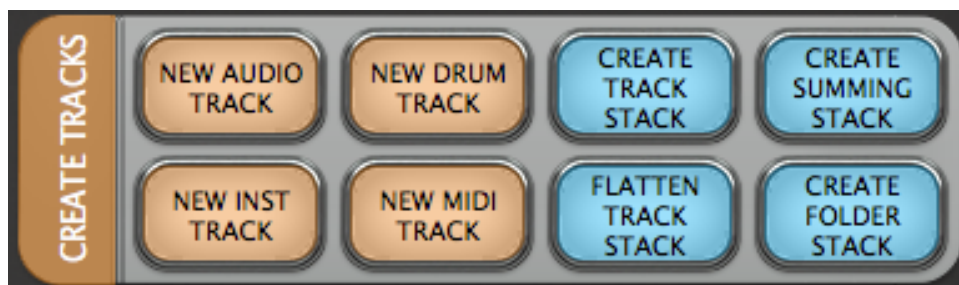 CREATE TRACKS
NEW AUDIO
TRACK
NEW DRUM
TRACK
CREATE
TRACK
STACK
CREATE
SUMMING
STACK
NEW INST
TRACK
NEW MIDI
TRACK
FLATTEN
TRACK
STACK
CREATE
FOLDER
STACK